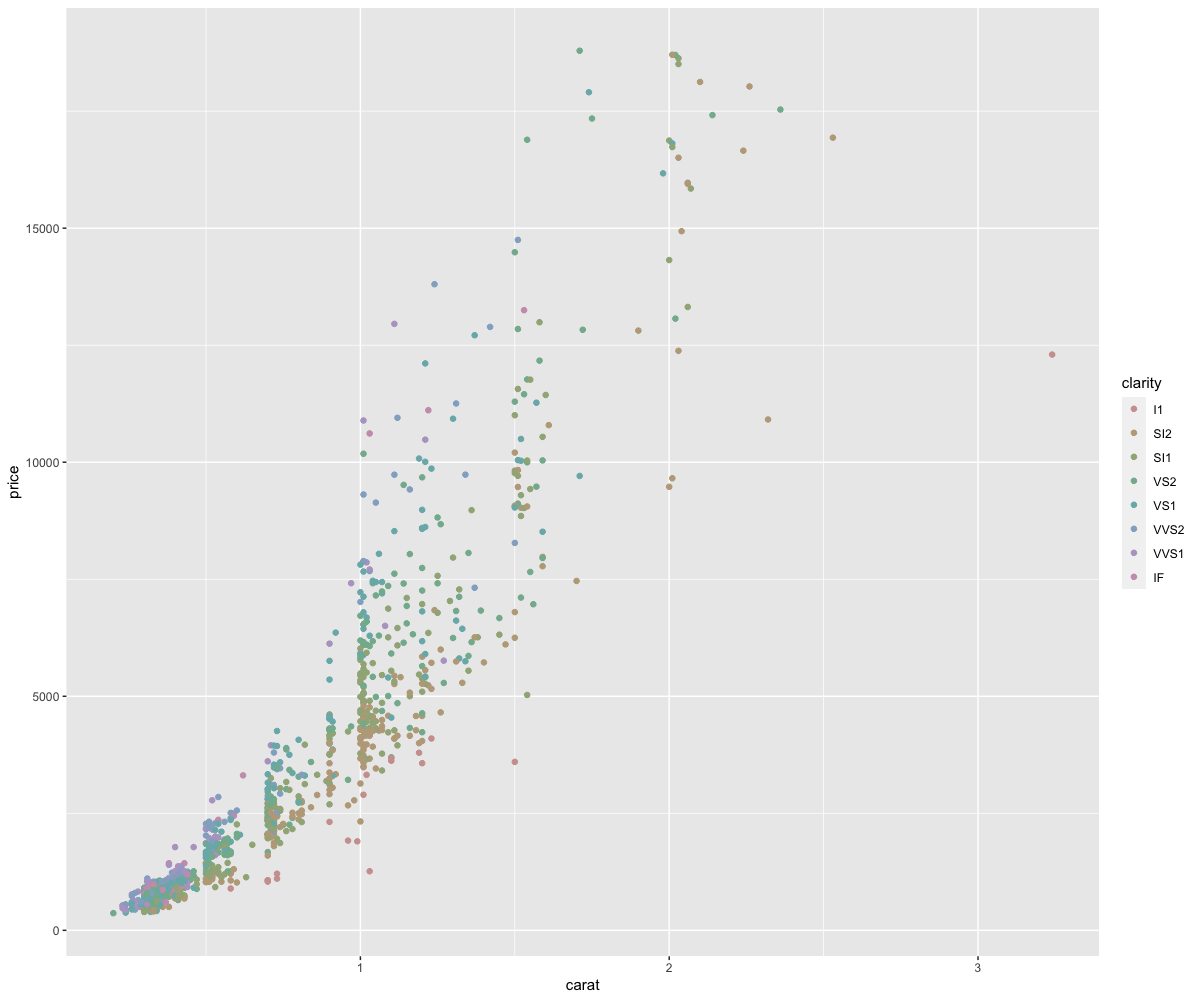 15000
10000
5000
0
price
1
2
3
carat
clarity
I1
SI2
SI1
VS2
VS1
VVS2
VVS1
IF